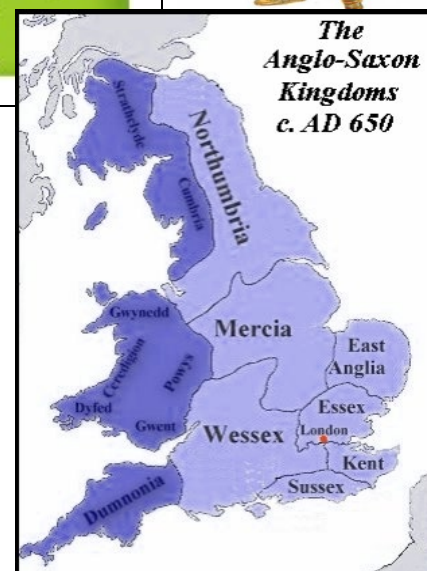 The
Anglo-Saxon
Kingdoms
c. AD 650
Strathclyde
Northumbria
Cumbria
Gwynedd
Ceredigion
Powys
Dyfed
Gwent
Mercia
East
Anglia
Essex
London
Wessex
Kent
Sussex
Dumnonia